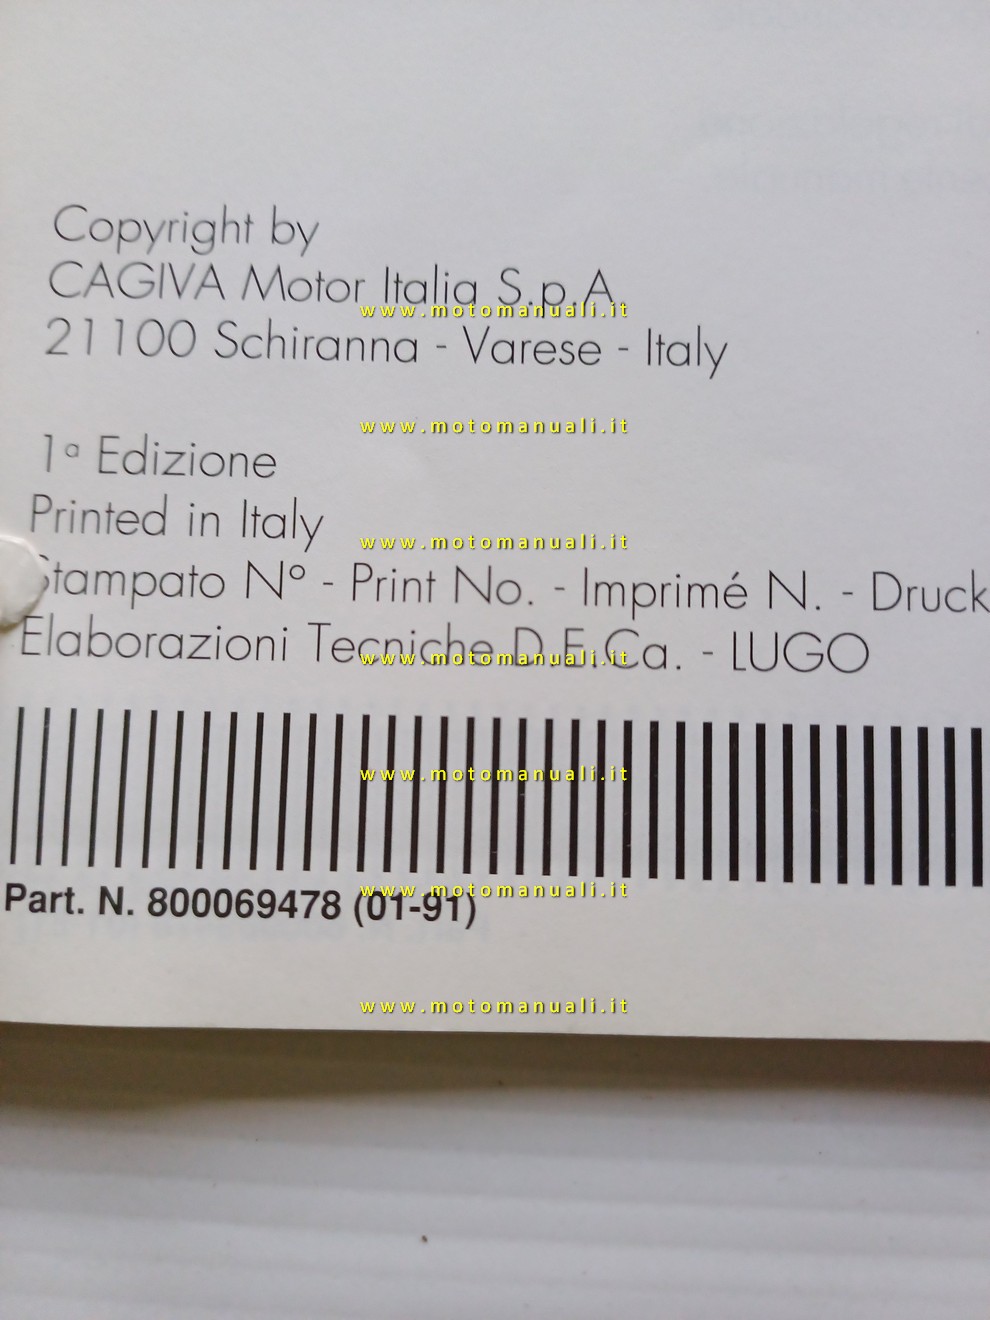 Copyright by
CAGIVA Motor Italia S.p.A.
www.motomanuali.it
21100 Schiranna - Varese - Italy
www.motomanuali.it
1ª Edizione
Printed in Italy
www.motomanuali.it
Stampato N° - Print No. - Imprimé N. - Druck
Elaborazioni Tecniche D.E.Ca. - LUGO
www.motomanuali.it
www.motomanuali.it
Part. N. 800069478 (01-91)
www.motomanuali.it
www.motomanuali.it